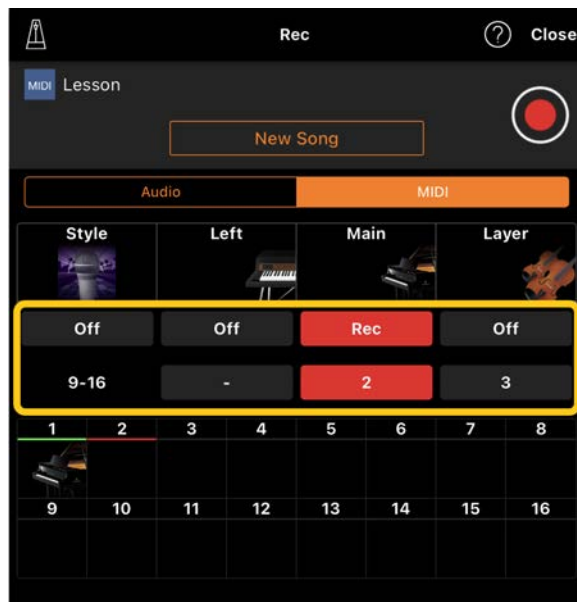 Rec ? Close
MIDI Lesson
New Song
Audio MIDI
Style Left Main Layer
Off Off Rec Off
9-16 - 2 3
1 2 3 4 5 6 7 8
9 10 11 12 13 14 15 16